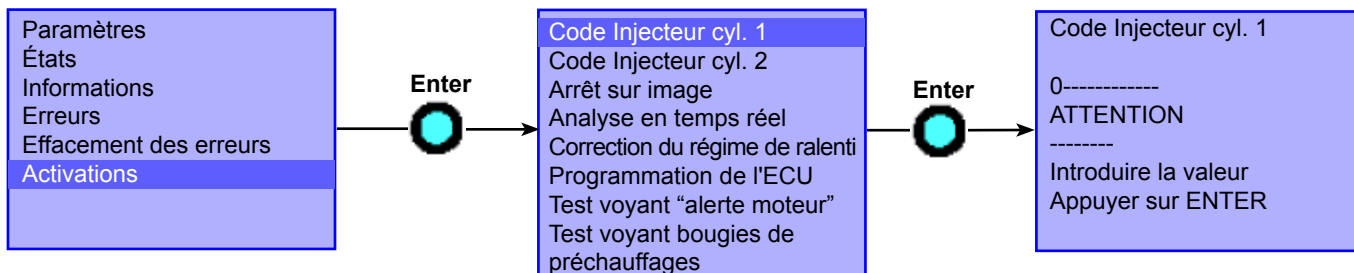 Paramètres
États
Informations
Erreurs
Effacement des erreurs
Activations
Enter
Code Injecteur cyl. 1
Code Injecteur cyl. 2
Arrêt sur image
Analyse en temps réel
Correction du régime de ralenti
Programmation de l'ECU
Test voyant “alerte moteur”
Test voyant bougies de
préchauffages
Enter
Code Injecteur cyl. 1
0------------
ATTENTION
--------
Introduire la valeur
Appuyer sur ENTER